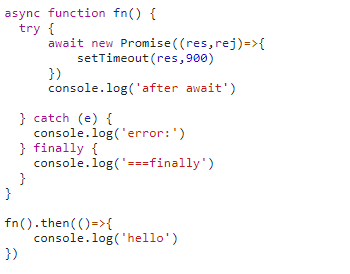 async function fn() {
  try {
      await new Promise((res,rej)=>{
          setTimeout(res,900)
      })
      console.log('after await')

  } catch (e) {
    console.log('error:')
  } finally {
    console.log('===finally')
  }
}

fn().then(()=>{
    console.log('hello')
})